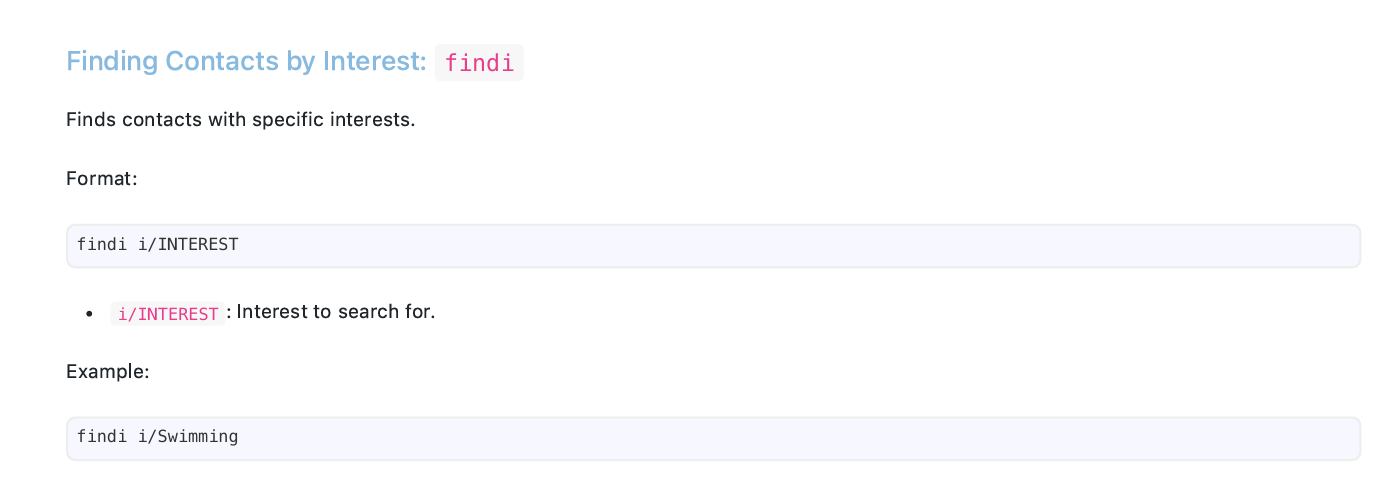 Finding Contacts by Interest: findi
Finds contacts with specific interests.
Format:
findi i/INTEREST
• i/INTEREST : Interest to search for.
Example:
findi i/Swimming